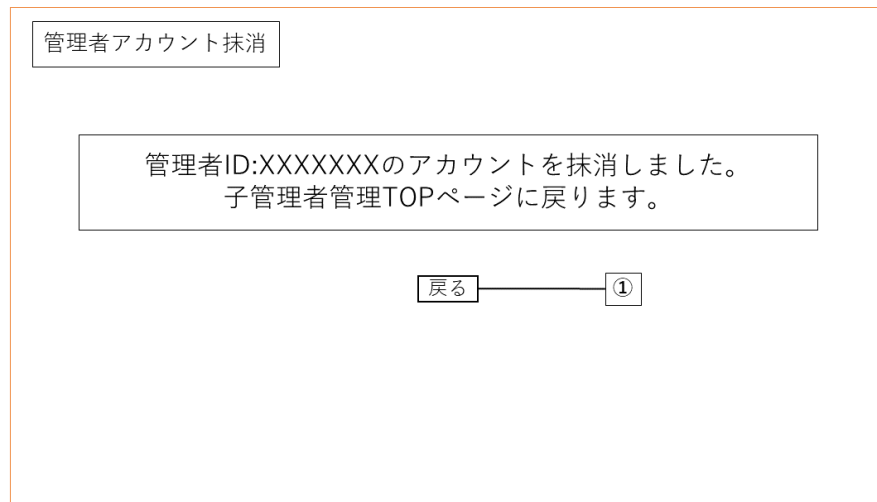 管理者アカウント抹消
管理者ID:XXXXXXXのアカウントを抹消しました。
子管理者管理TOPページに戻ります。
戻る
①